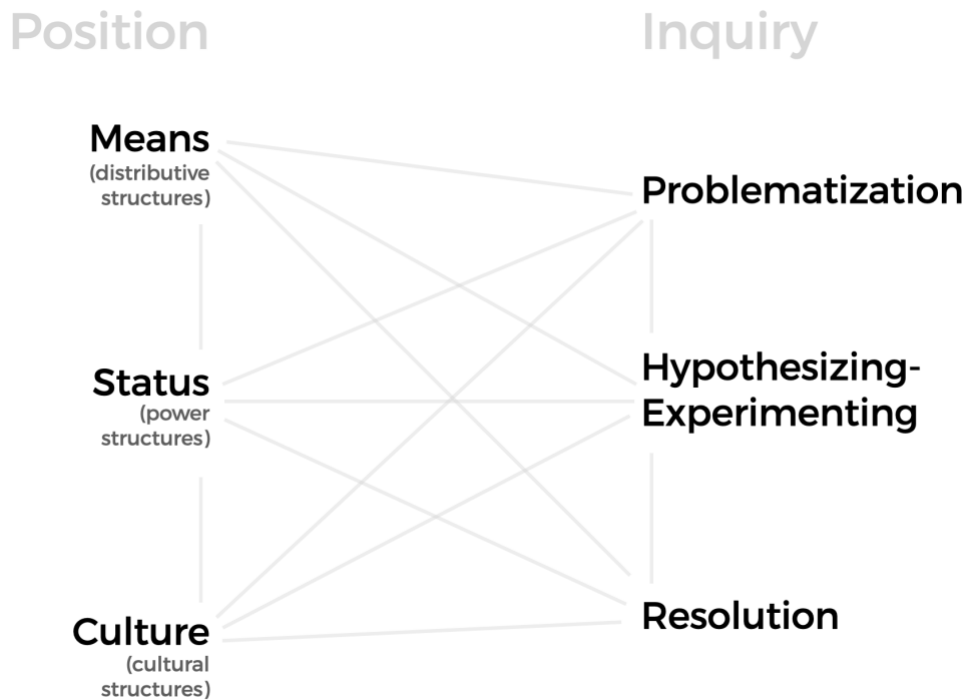 Position
Inquiry
Means
(distributive
structures)
Problematization
Status
(power
structures)
Hypothesizing-
Experimenting
Culture
(cultural
structures)
Resolution